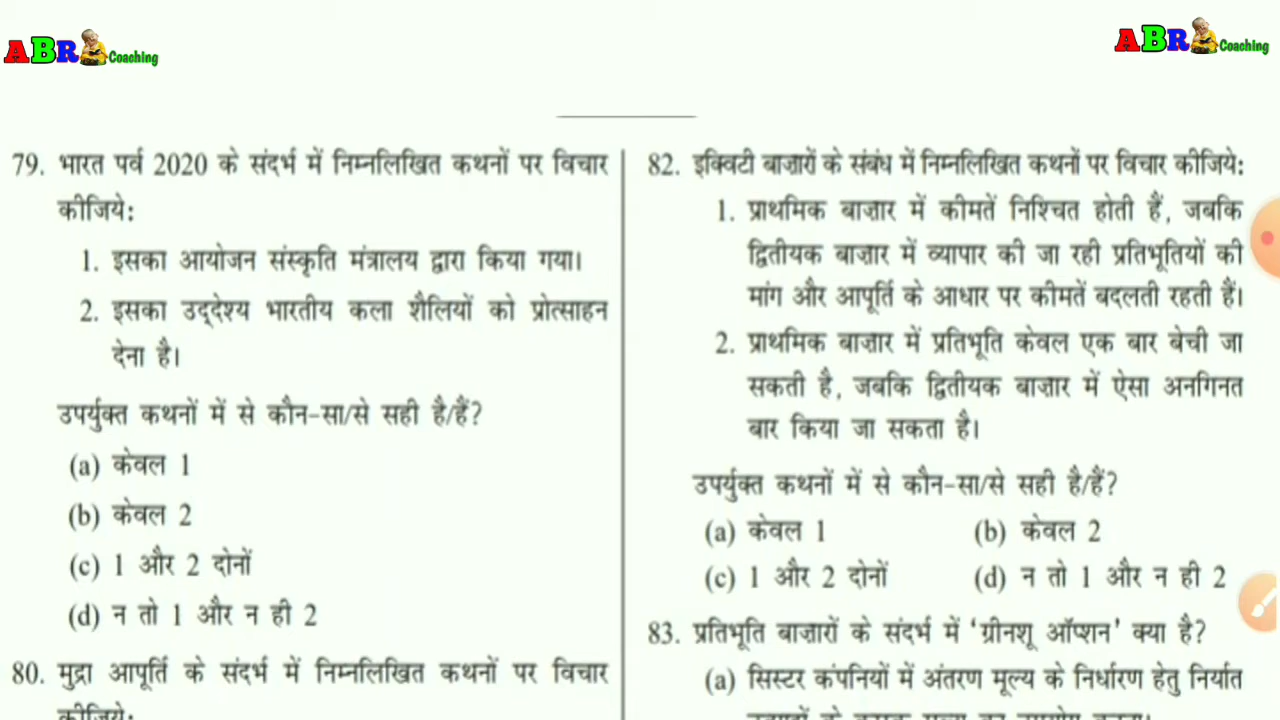 ABR Coaching
ABR Coaching
79. भारत पर्व 2020 के संदर्भ में निम्नलिखित कथनों पर विचार
कीजिये:
1. इसका आयोजन संस्कृति मंत्रालय द्वारा किया गया।
2. इसका उद्देश्य भारतीय कला शैलियों को प्रोत्साहन
देना है।
उपर्युक्त कथनों में से कौन-सा/से सही है/हैं?
(a) केवल 1
(b) केवल 2
(c) 1 और 2 दोनों
(d) न तो 1 और न ही 2
80. मुद्रा आपूर्ति के संदर्भ में निम्नलिखित कथनों पर विचार
कीजिये:
82. इक्विटी बाज़ारों के संबंध में निम्नलिखित कथनों पर विचार कीजिये:
1. प्राथमिक बाज़ार में कीमतें निश्चित होती हैं, जबकि
द्वितीयक बाज़ार में व्यापार की जा रही प्रतिभूतियों की
मांग और आपूर्ति के आधार पर कीमतें बदलती रहती हैं।
2. प्राथमिक बाज़ार में प्रतिभूति केवल एक बार बेची जा
सकती है, जबकि द्वितीयक बाज़ार में ऐसा अनगिनत
बार किया जा सकता है।
उपर्युक्त कथनों में से कौन-सा/से सही है/हैं?
(a) केवल 1 (b) केवल 2
(c) 1 और 2 दोनों (d) न तो 1 और न ही 2
83. प्रतिभूति बाज़ारों के संदर्भ में 'ग्रीनशू ऑप्शन' क्या है?
(a) सिस्टर कंपनियों में अंतरण मूल्य के निर्धारण हेतु निर्यात